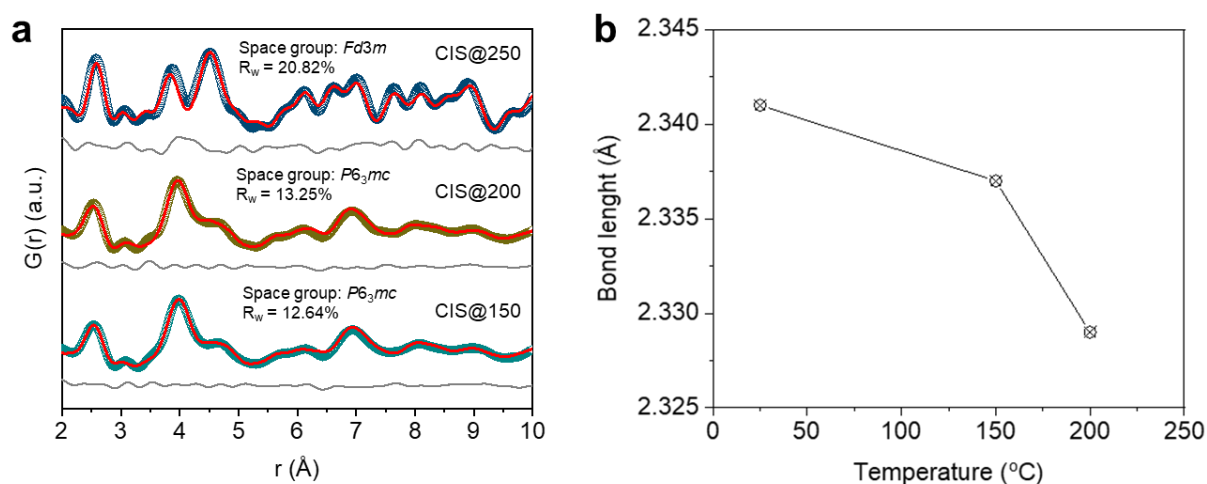 a
Space group: Fd3m
R_w = 20.82%
CIS@250
Space group: P6_3mc
R_w = 13.25%
CIS@200
Space group: P6_3mc
R_w = 12.64%
CIS@150
G(r) (a.u.)
2 3 4 5 6 7 8 9 10
r (Å)
b
2.345
2.340
2.335
2.330
2.325
Bond lenght (Å)
0 50 100 150 200 250
Temperature (°C)